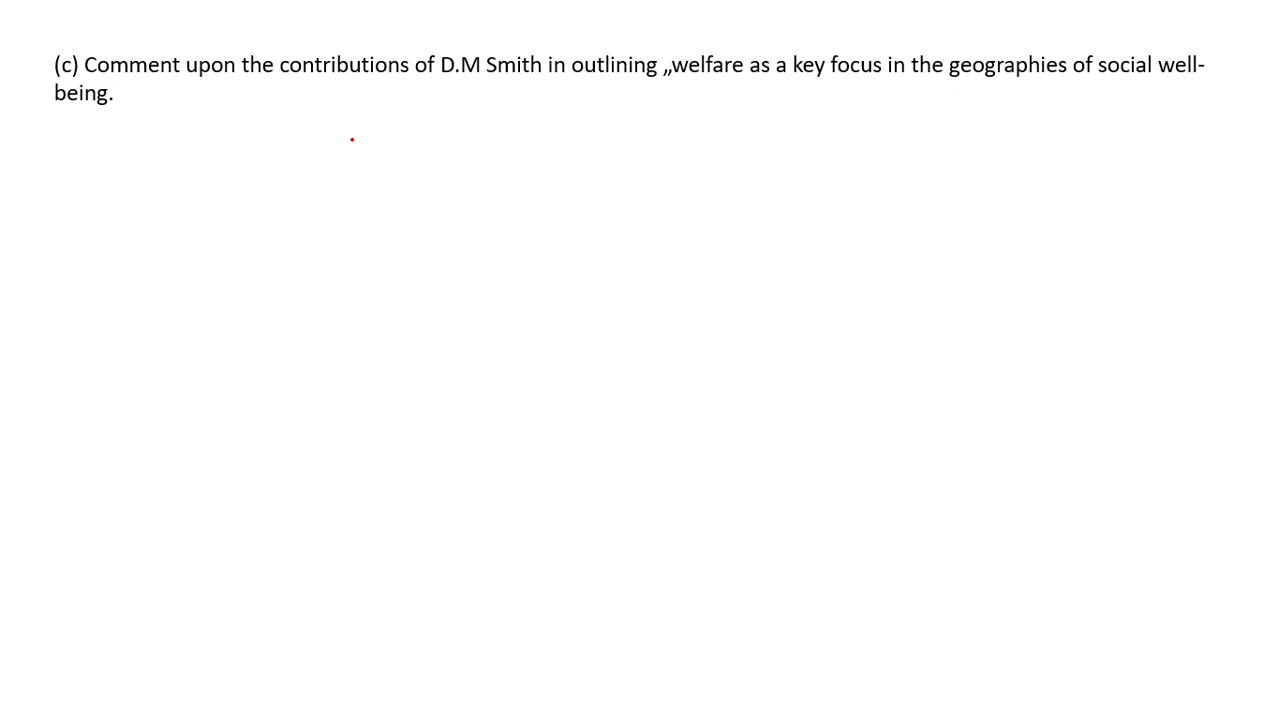 (c) Comment upon the contributions of D.M Smith in outlining „welfare as a key focus in the geographies of social well-
being.